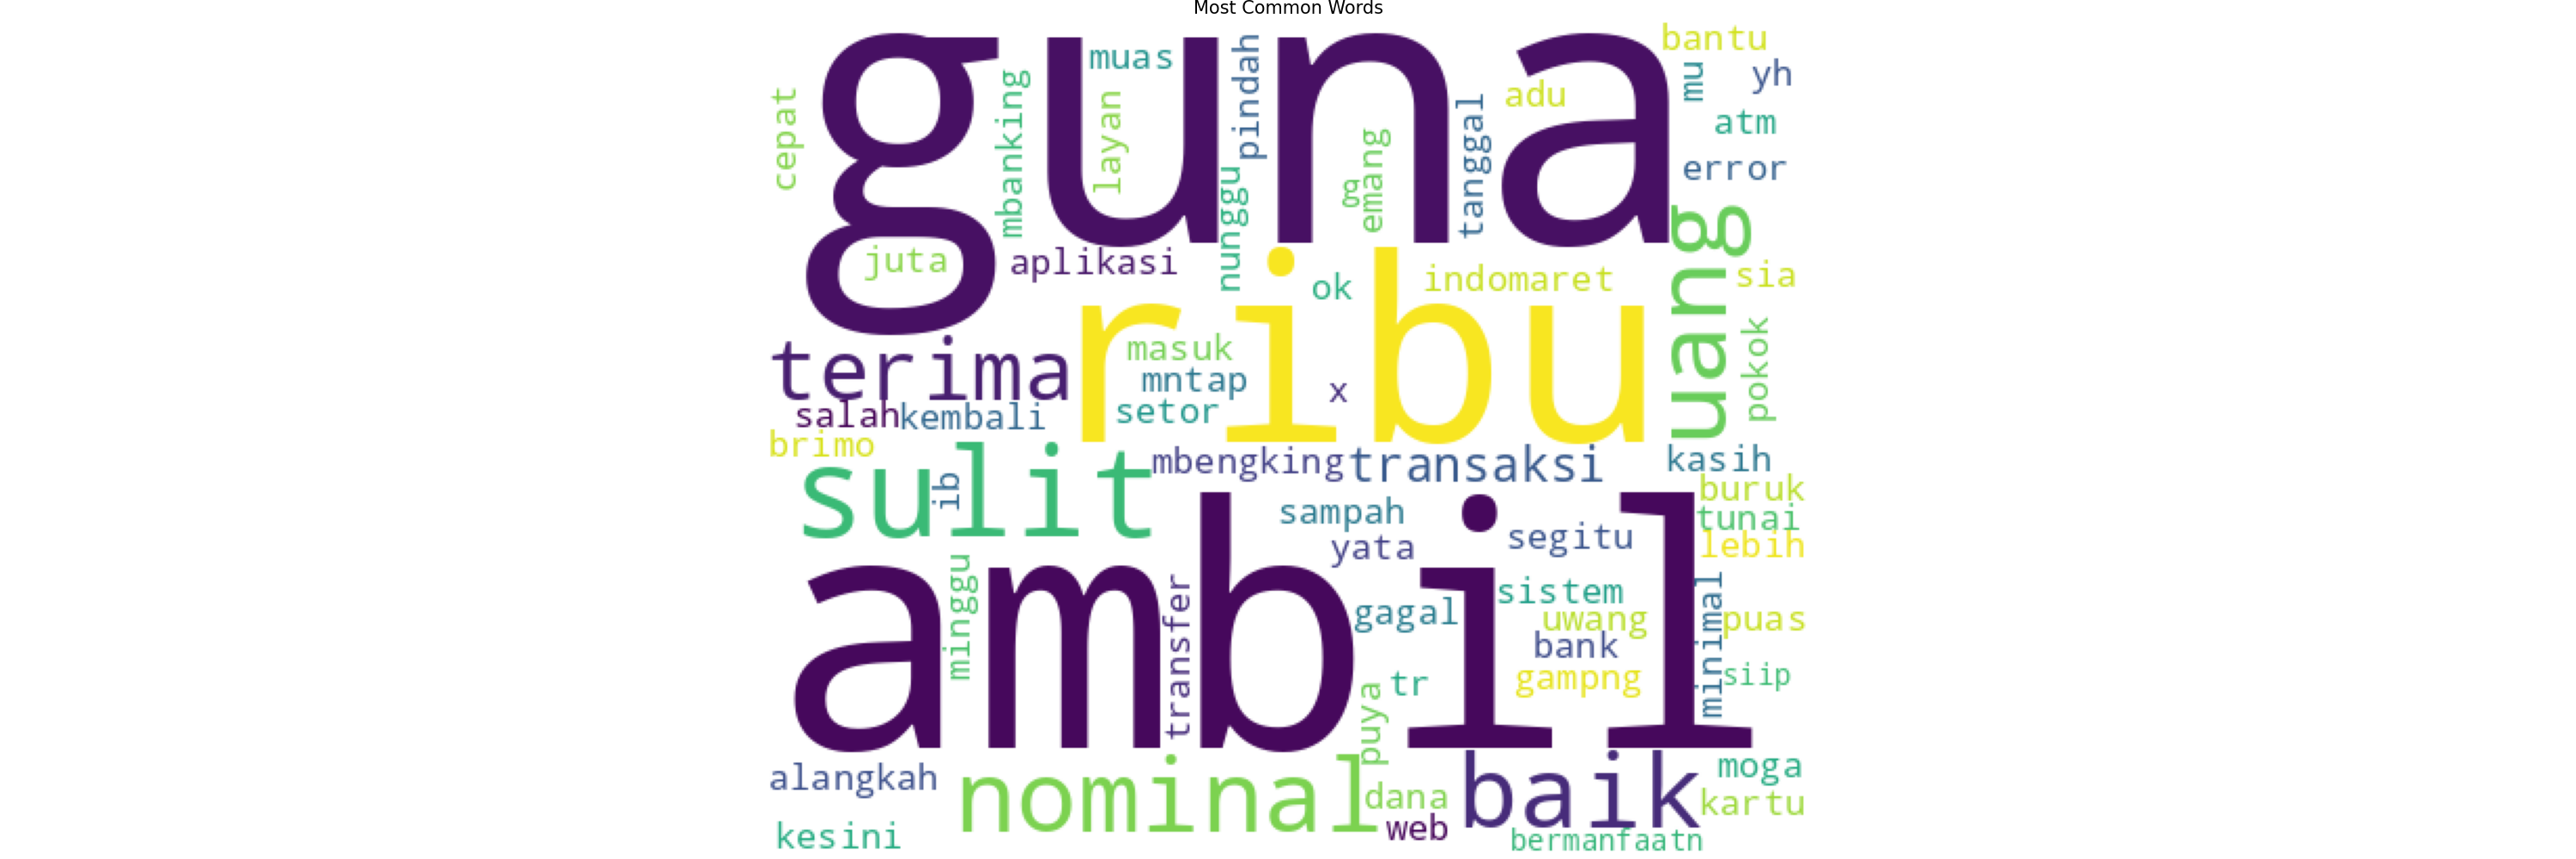 Most Common Words
guna
bantu
muas
pindah
mu
yh
cepat
mbanking
layan
adu
atm
tanggal
emang
ga
error
nunggu
uang
juta
aplikasi
ok
indomaret
sia
ribu
terima
masuk
mntap
x
pokok
salah
kembali
setor
brimo
sulit
ib
mbengking
transaksi
kasih
buruk
tunai
lebih
sampah
segitu
yata
ambil
minggu
transfer
gagal
sistem
uwang
bank
gampng
minimal
puas
siip
tr
puya
alangkah
nominal
dana
web
baik
moga
kartu
kesini
bermanfaatn